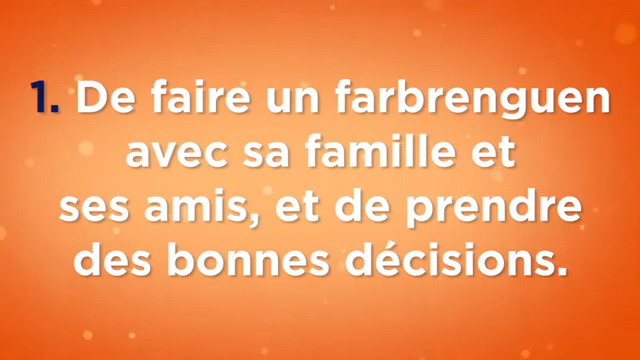 1. De faire un farbrenguen
avec sa famille et
ses amis, et de prendre
des bonnes décisions.